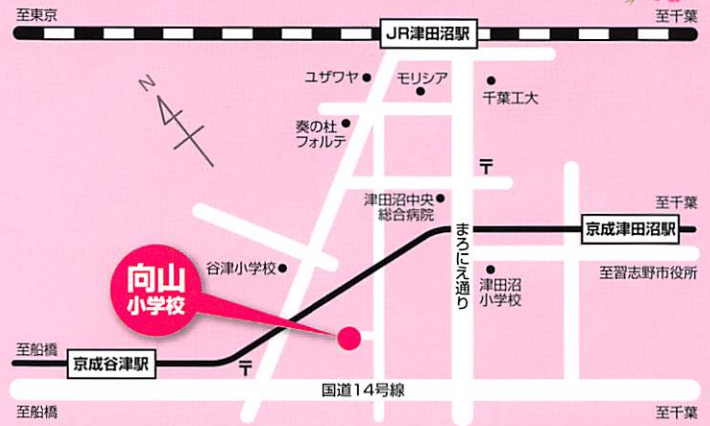 至東京
至千葉
JR津田沼駅
N
ユザワヤ
モリシア
千葉工大
奏の杜
フォルテ
〒
津田沼中央
総合病院
至千葉
京成津田沼駅
まろにえ通り
谷津小学校
津田沼
小学校
至習志野市役所
向山
小学校
至船橋
京成谷津駅
〒
国道14号線
至船橋
至千葉